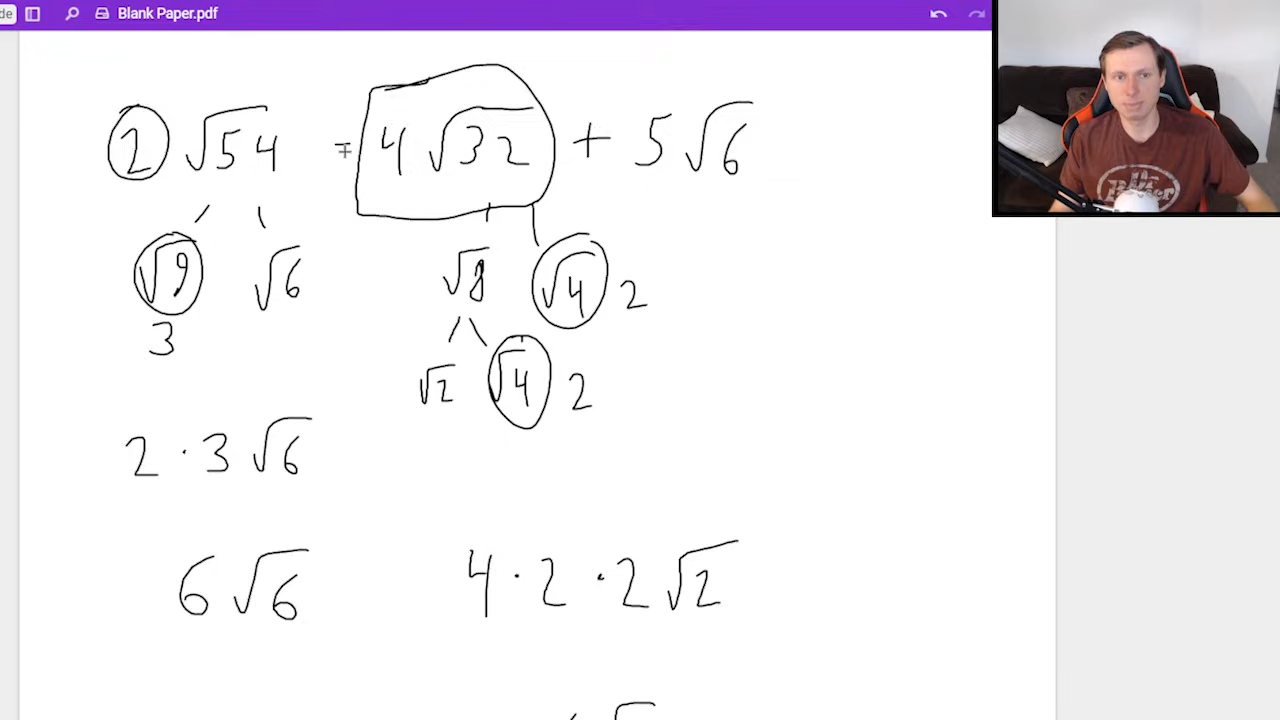 Blank Paper.pdf
2 √54 - 4 √32 + 5 √6
√9 √6 √8 √4 2
3
√2 √4 2
2 · 3 √6
6 √6 4 · 2 · 2 √2